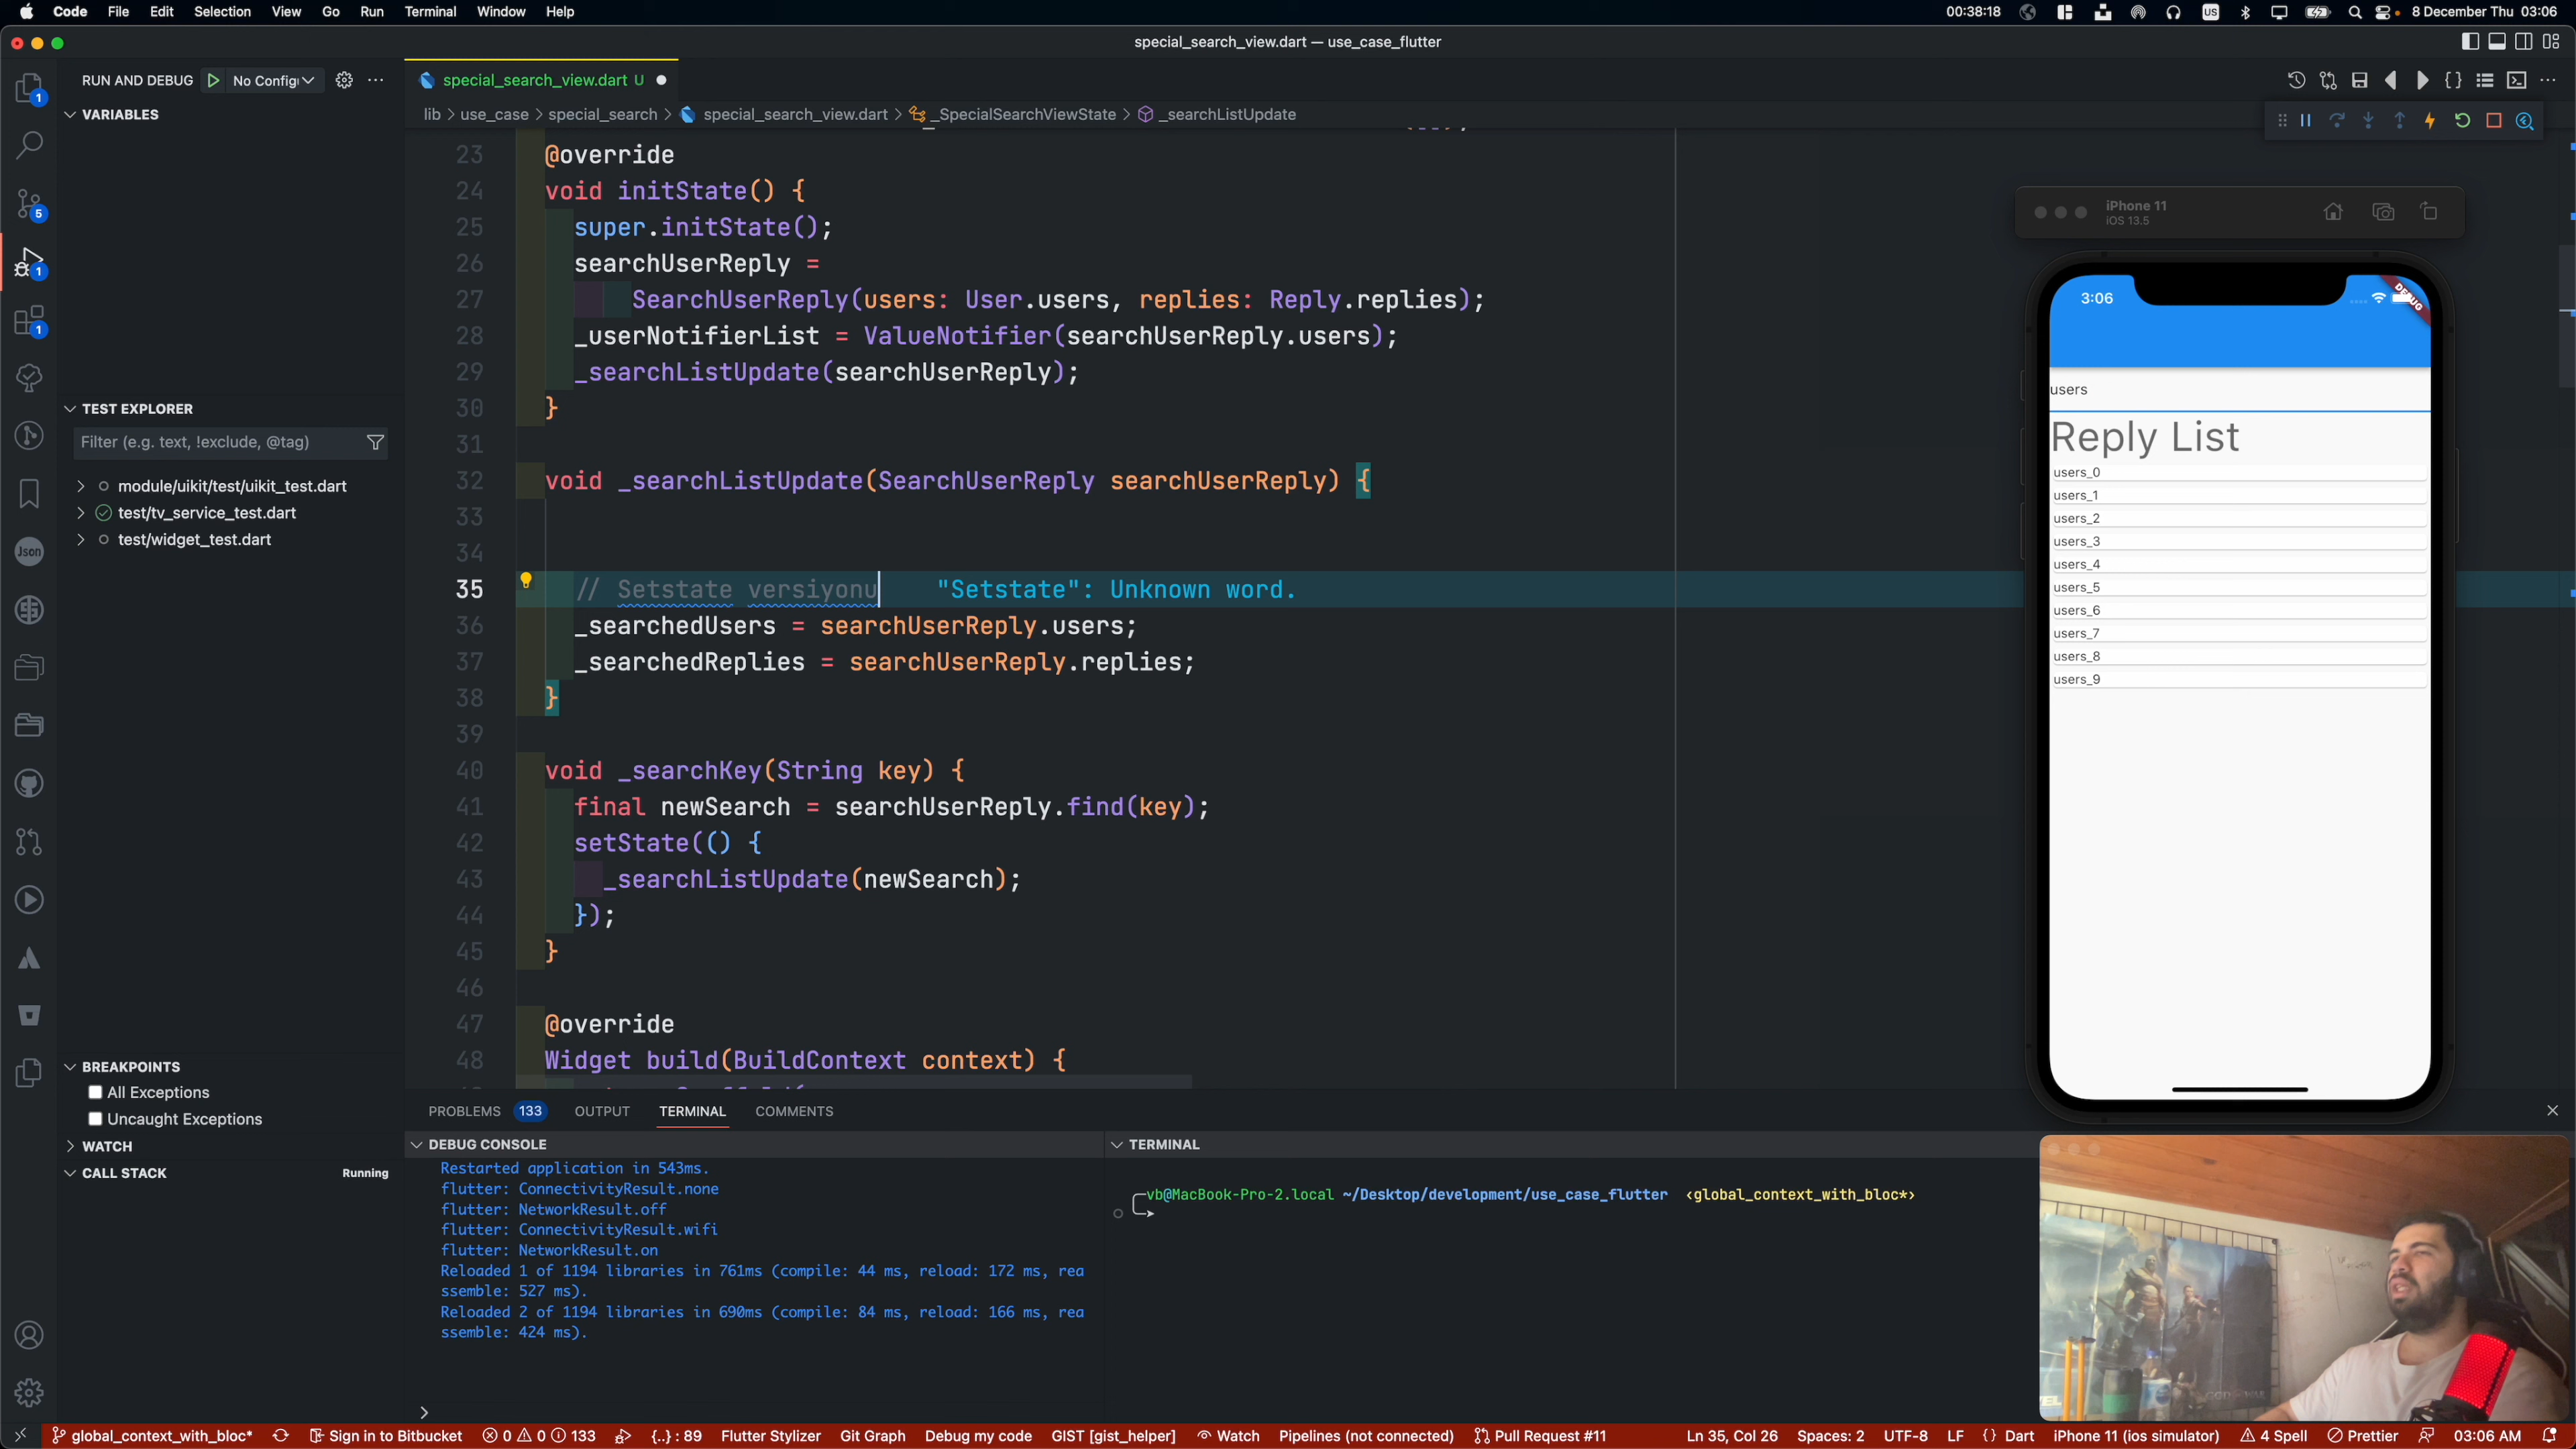 Code File Edit Selection View Go Run Terminal Window Help
00:38:18 US 8 December Thu 03:06
special_search_view.dart — use_case_flutter
RUN AND DEBUG No Config
special_search_view.dart U
VARIABLES
lib > use_case > special_search > special_search_view.dart > _SpecialSearchViewState > _searchListUpdate
23 @override
24 void initState() {
25 super.initState();
26 searchUserReply =
27 SearchUserReply(users: User.users, replies: Reply.replies);
28 _userNotifierList = ValueNotifier(searchUserReply.users);
29 _searchListUpdate(searchUserReply);
30 }
31
32 void _searchListUpdate(SearchUserReply searchUserReply) {
33
34
35 // Setstate versiyonu "Setstate": Unknown word.
36 _searchedUsers = searchUserReply.users;
37 _searchedReplies = searchUserReply.replies;
38 }
39
40 void _searchKey(String key) {
41 final newSearch = searchUserReply.find(key);
42 setState(() {
43 _searchListUpdate(newSearch);
44 });
45 }
46
47 @override
48 Widget build(BuildContext context) {
TEST EXPLORER
Filter (e.g. text, !exclude, @tag)
module/uikit/test/uikit_test.dart
test/tv_service_test.dart
test/widget_test.dart
BREAKPOINTS
All Exceptions
Uncaught Exceptions
WATCH
CALL STACK Running
1
5
1
1
Json
iPhone 11
iOS 13.5
3:06
DEBUG
users
Reply List
users_0
users_1
users_2
users_3
users_4
users_5
users_6
users_7
users_8
users_9
PROBLEMS 133 OUTPUT TERMINAL COMMENTS
DEBUG CONSOLE
Restarted application in 543ms.
flutter: ConnectivityResult.none
flutter: NetworkResult.off
flutter: ConnectivityResult.wifi
flutter: NetworkResult.on
Reloaded 1 of 1194 libraries in 761ms (compile: 44 ms, reload: 172 ms, rea
ssemble: 527 ms).
Reloaded 2 of 1194 libraries in 690ms (compile: 84 ms, reload: 166 ms, rea
ssemble: 424 ms).
TERMINAL
vb@MacBook-Pro-2.local ~/Desktop/development/use_case_flutter ‹global_context_with_bloc*›
global_context_with_bloc* Sign in to Bitbucket 0 0 133 {..} : 89 Flutter Stylizer Git Graph Debug my code GIST [gist_helper] Watch Pipelines (not connected) Pull Request #11 Ln 35, Col 26 Spaces: 2 UTF-8 LF {} Dart iPhone 11 (ios simulator) 4 Spell Prettier 03:06 AM